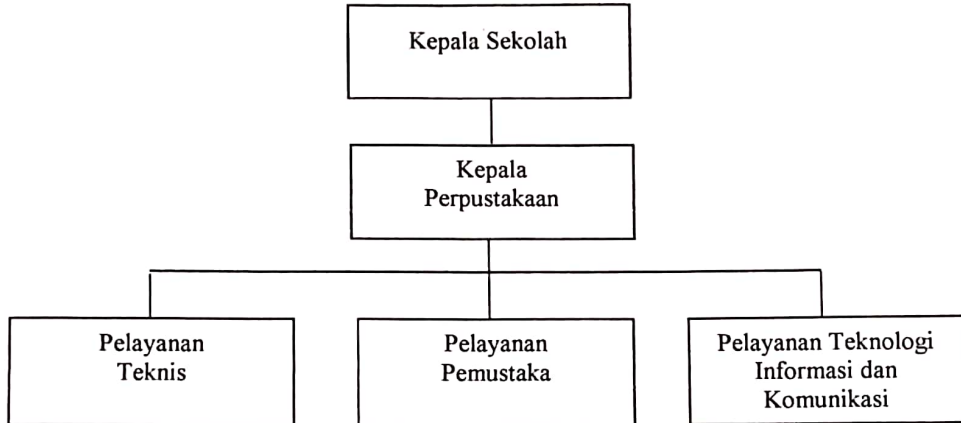 Kepala Sekolah
Kepala
Perpustakaan
Pelayanan
Teknis
Pelayanan
Pemustaka
Pelayanan Teknologi
Informasi dan
Komunikasi